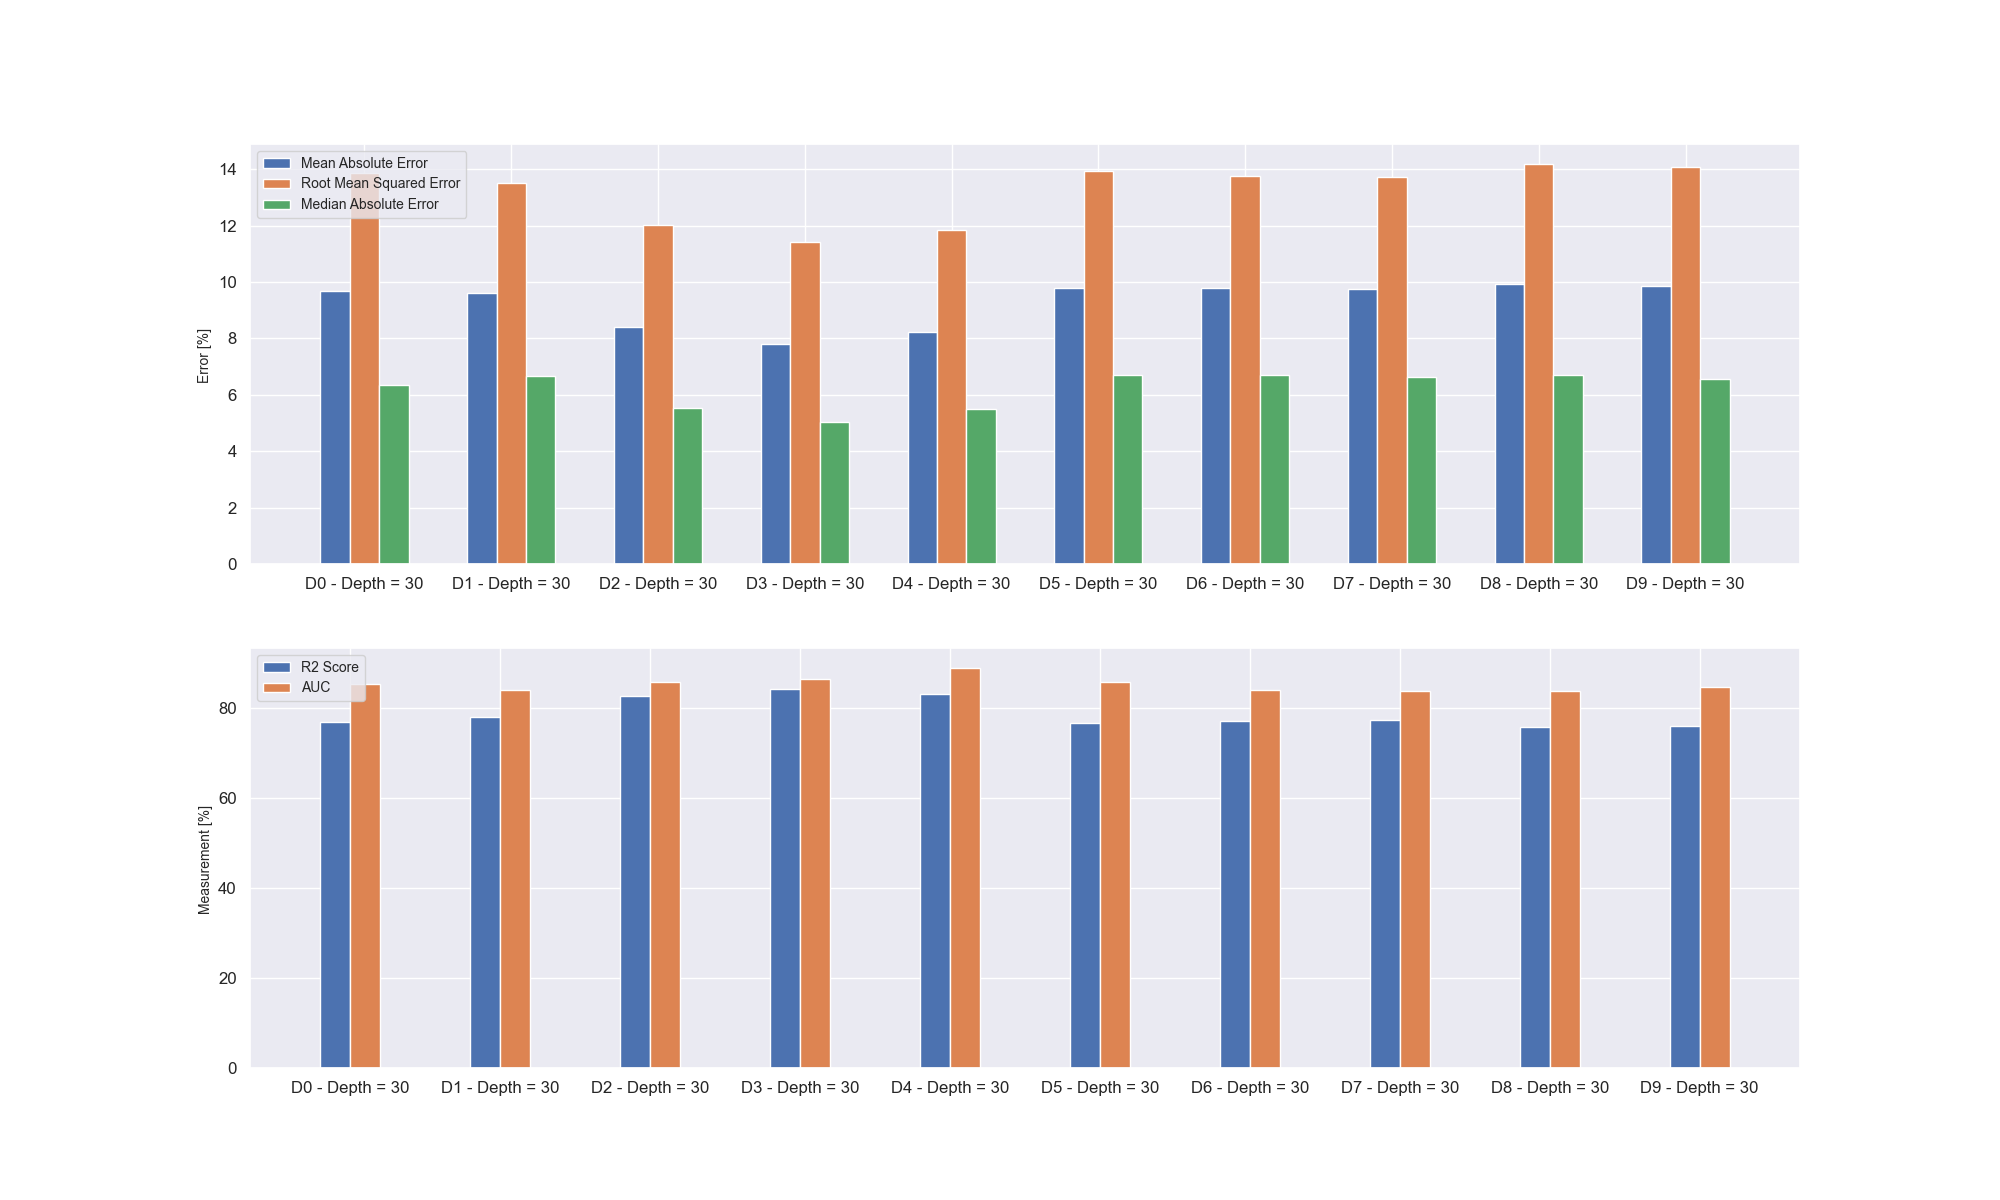 Mean Absolute Error
Root Mean Squared Error
Median Absolute Error
14
12
10
8
6
4
2
0
Error [%]
D0 - Depth = 30 D1 - Depth = 30 D2 - Depth = 30 D3 - Depth = 30 D4 - Depth = 30 D5 - Depth = 30 D6 - Depth = 30 D7 - Depth = 30 D8 - Depth = 30 D9 - Depth = 30
R2 Score
AUC
80
60
40
20
0
Measurement [%]
D0 - Depth = 30 D1 - Depth = 30 D2 - Depth = 30 D3 - Depth = 30 D4 - Depth = 30 D5 - Depth = 30 D6 - Depth = 30 D7 - Depth = 30 D8 - Depth = 30 D9 - Depth = 30